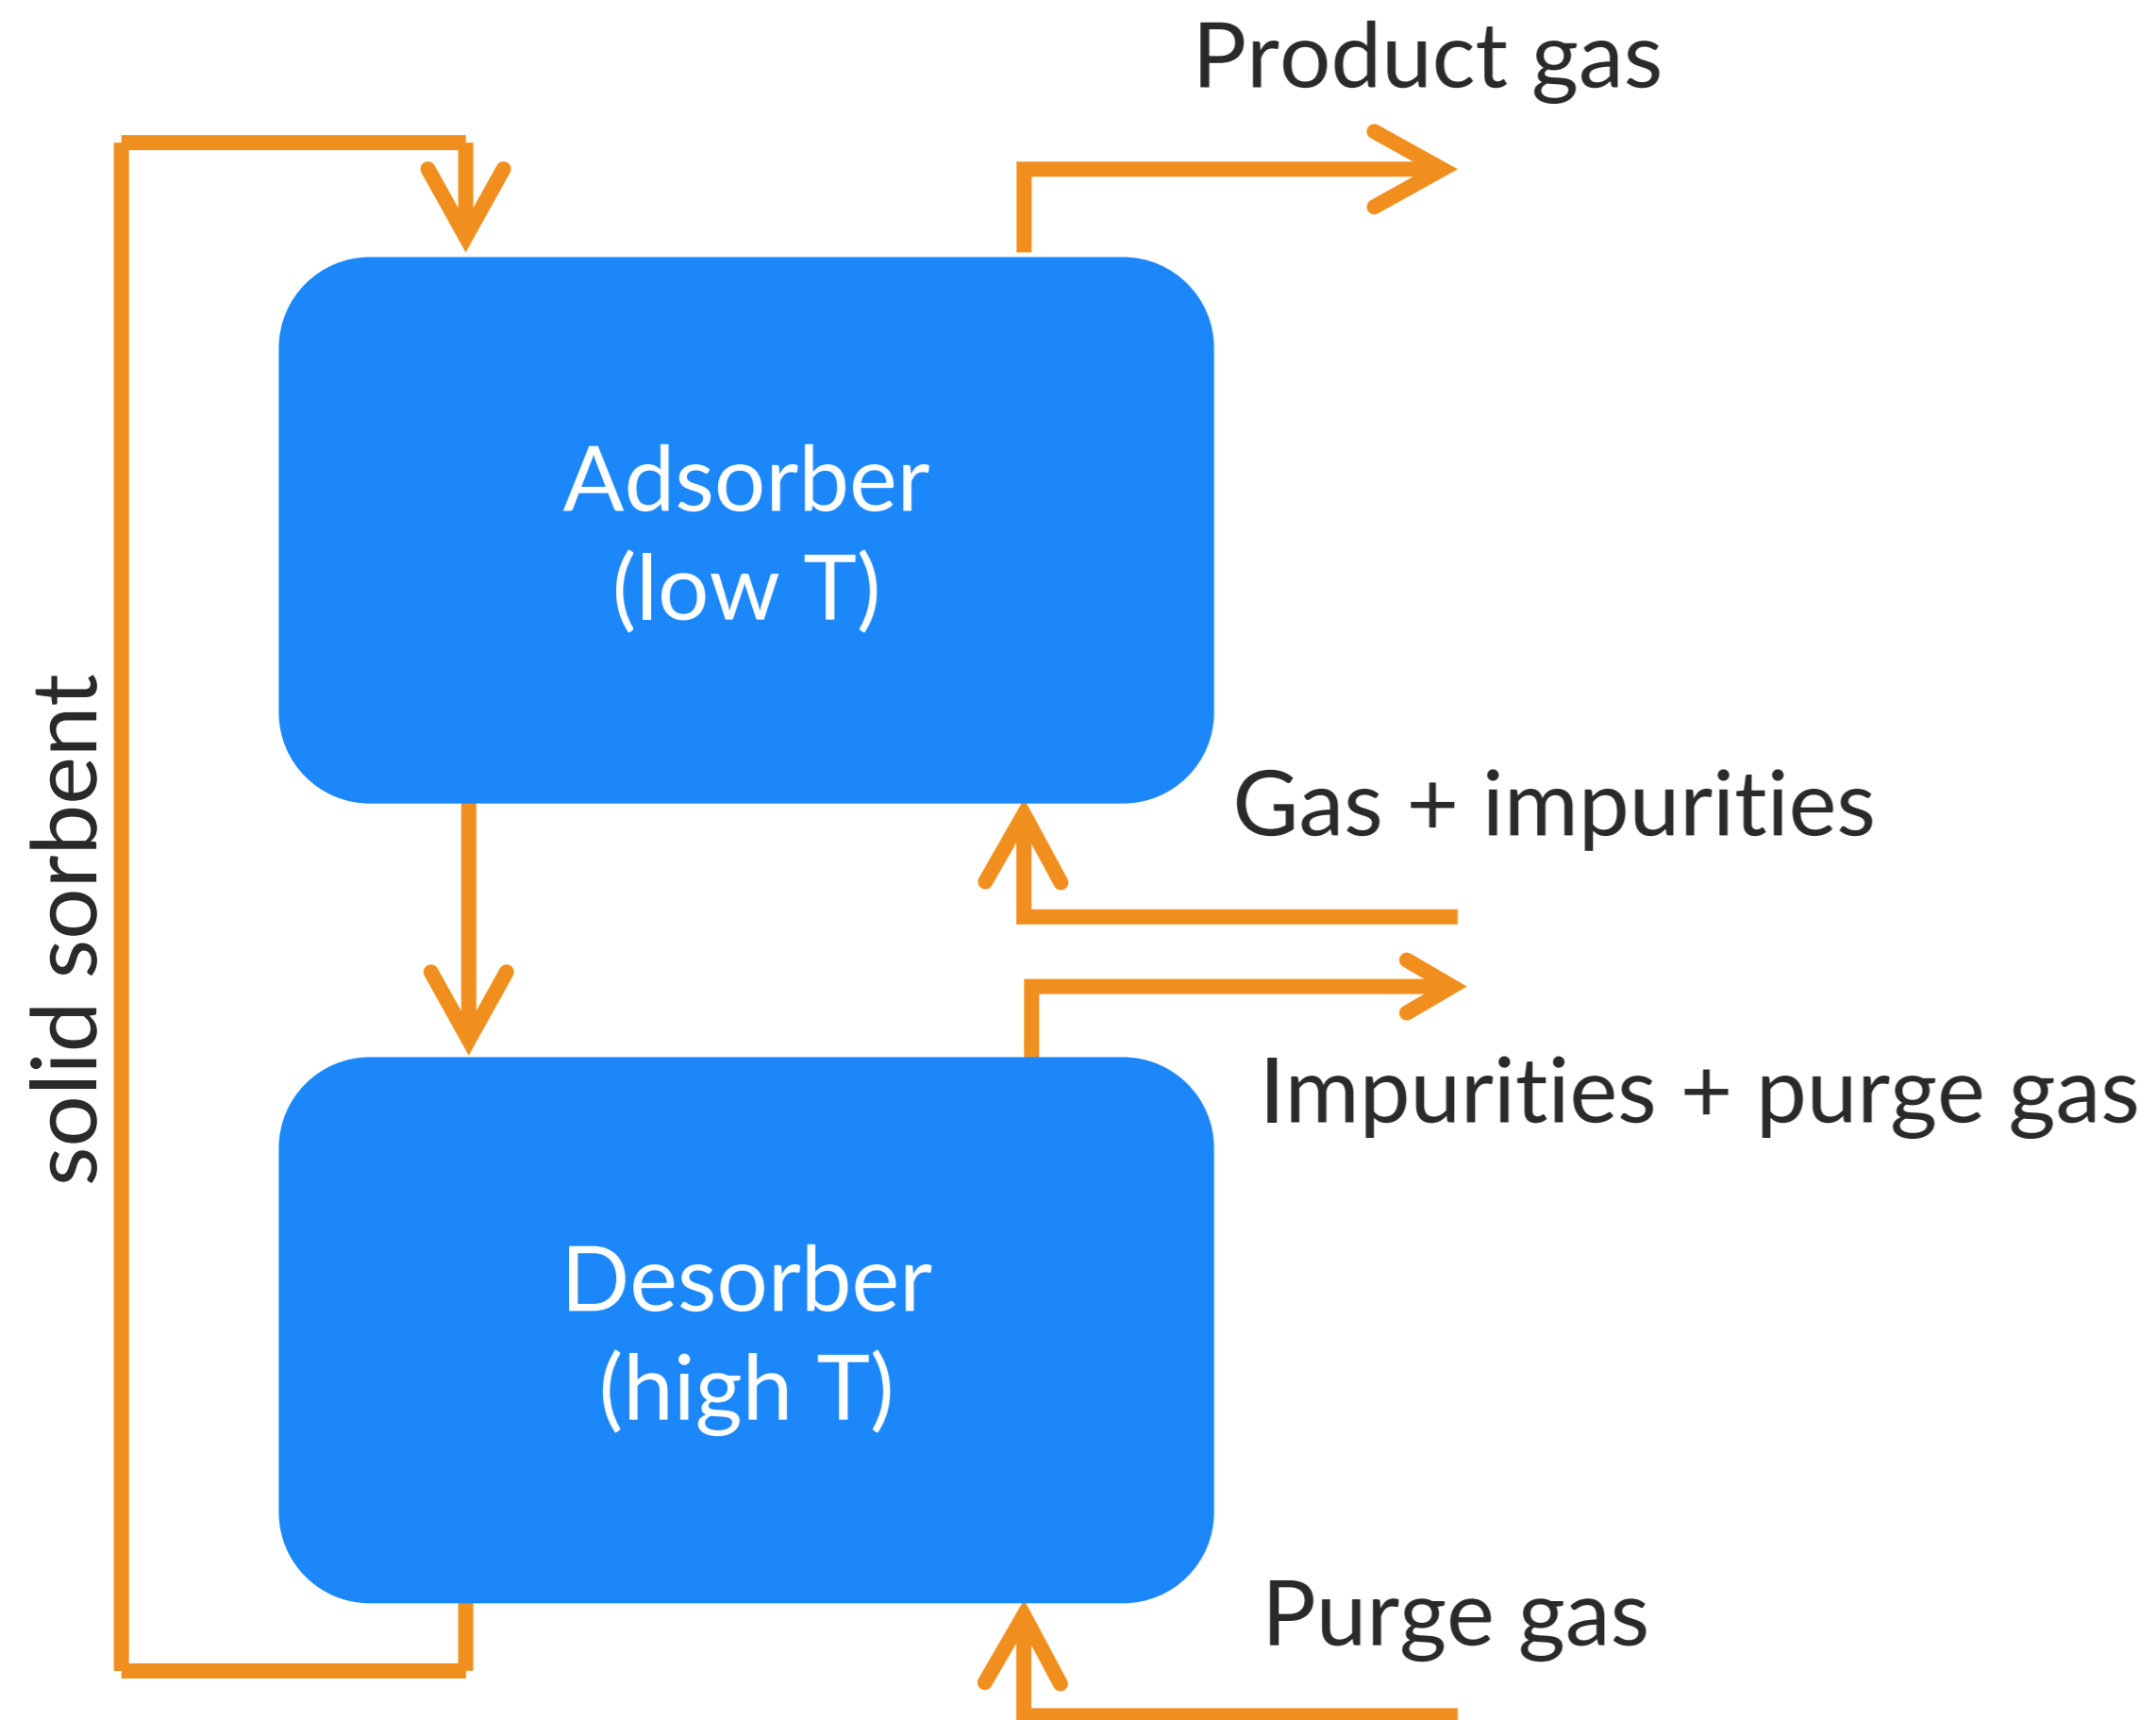 Product gas
Adsorber
(low T)
solid sorbent
Gas + impurities
Impurities + purge gas
Desorber
(high T)
Purge gas